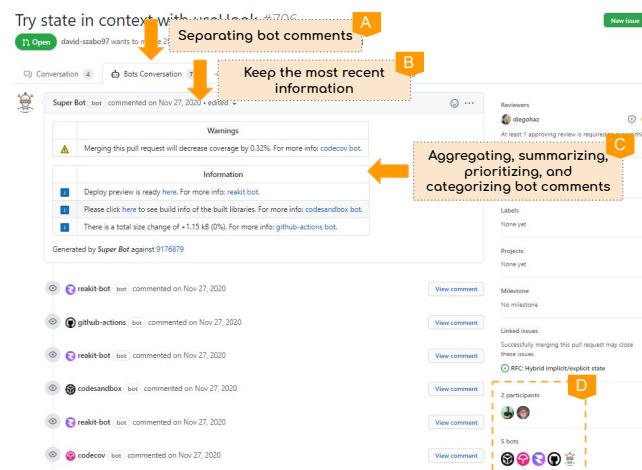 Try state in context with useHook #706
New issue
Open
david-szabo97 wants to
A
Separating bot comments
Conversation 4
Bots Conversation 7
B
Keep the most recent
information
Super Bot bot commented on Nov 27, 2020 • edited
Warnings
Merging this pull request will decrease coverage by 0.32%. For more info: codecov bot.
Information
Deploy preview is ready here. For more info: reakit bot.
Please click here to see build info of the built libraries. For more info: codesandbox bot.
There is a total size change of +1.15 kB (0%). For more info: github-actions bot.
Generated by Super Bot against 9176879
Reviewers
diegohaz
At least 1 approving review is required
C
Aggregating, summarizing,
prioritizing, and
categorizing bot comments
Labels
None yet
Projects
None yet
Milestone
No milestone
Linked issues
Successfully merging this pull request may close
these issues.
RFC: Hybrid implicit/explicit state
D
2 participants
5 bots
reakit-bot bot commented on Nov 27, 2020
View comment
github-actions bot commented on Nov 27, 2020
View comment
reakit-bot bot commented on Nov 27, 2020
View comment
codesandbox bot commented on Nov 27, 2020
View comment
reakit-bot bot commented on Nov 27, 2020
View comment
codecov bot commented on Nov 27, 2020
View comment